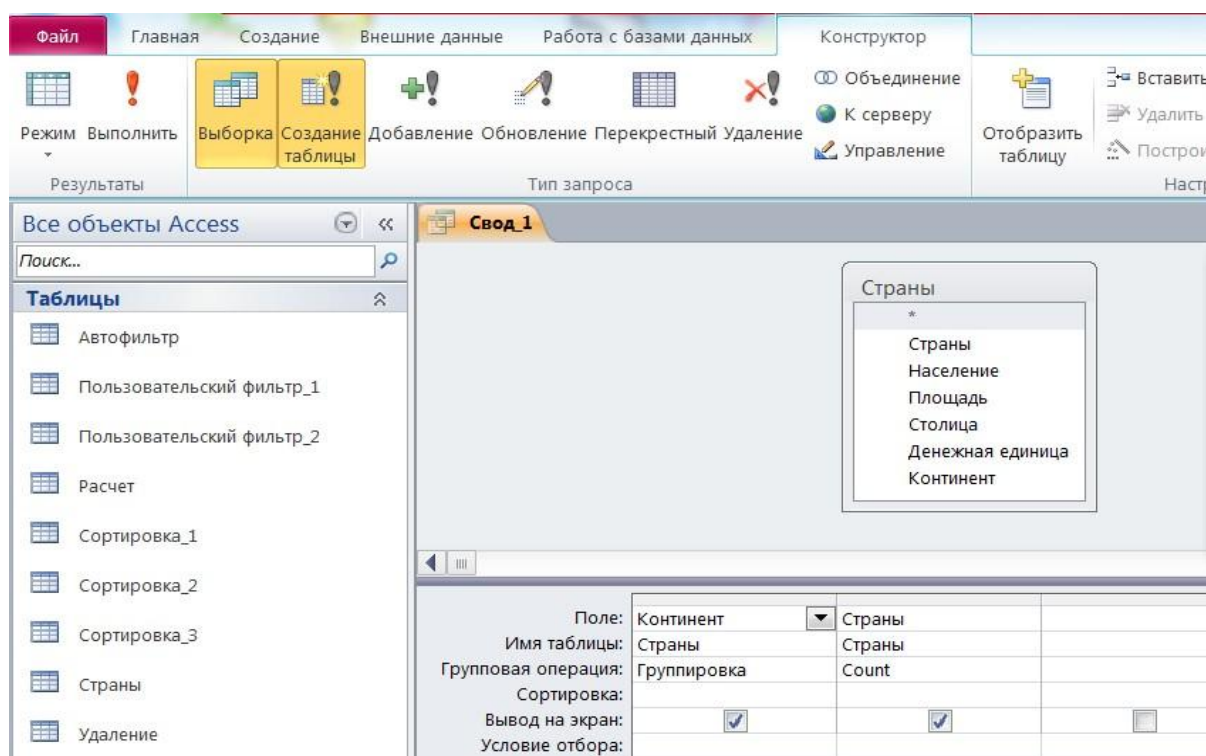 Файл Главная Создание Внешние данные Работа с базами данных Конструктор
Объединение Вставить
К серверу Удалить
Режим Выполнить Выборка Создание таблицы Добавление Обновление Перекрестный Удаление Управление Отобразить таблицу
Результаты Тип запроса
Все объекты Access Свод_1
Поиск...
Таблицы
Автофильтр
Пользовательский фильтр_1
Пользовательский фильтр_2
Расчет
Сортировка_1
Сортировка_2
Сортировка_3
Страны
Удаление
Страны
*
Страны
Население
Площадь
Столица
Денежная единица
Континент
Поле: Континент Страны
Имя таблицы: Страны Страны
Групповая операция: Группировка Count
Сортировка:
Вывод на экран:
Условие отбора: